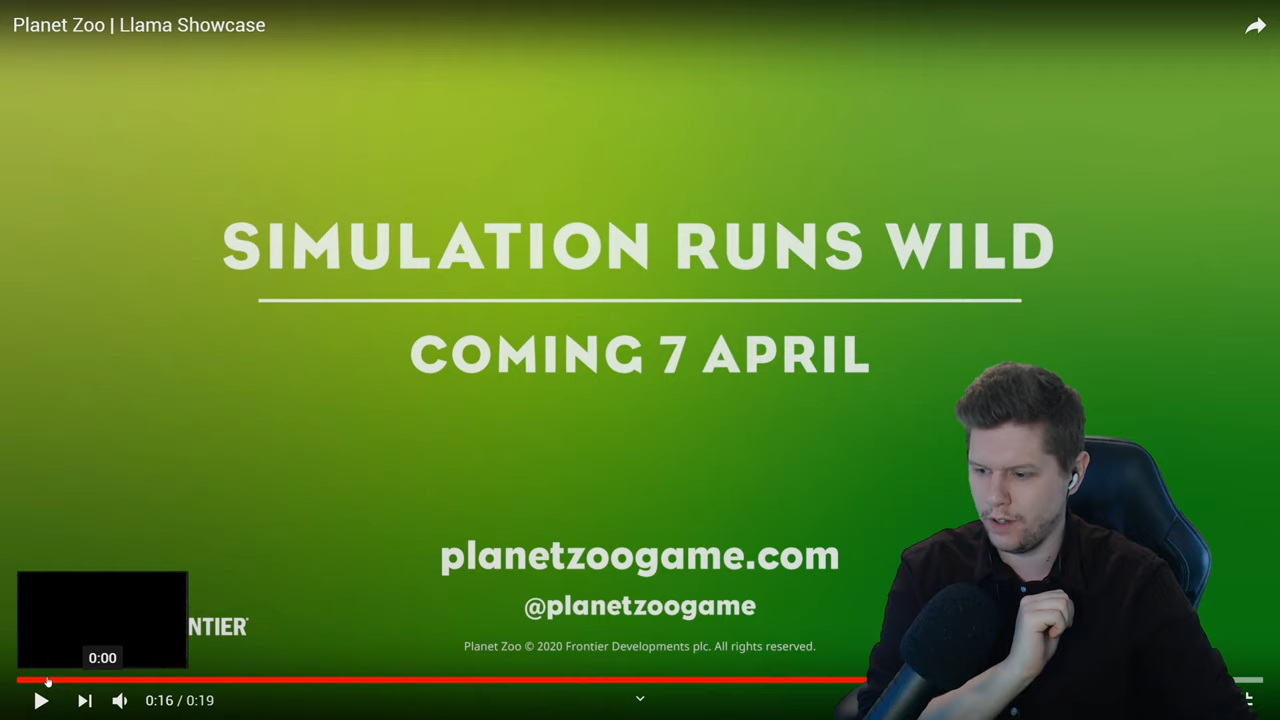 Planet Zoo | Llama Showcase
SIMULATION RUNS WILD
COMING 7 APRIL
planetzoogame.com
@planetzoogame
NTIER
Planet Zoo © 2020 Frontier Developments plc. All rights reserved.
0:00
0:16 / 0:19